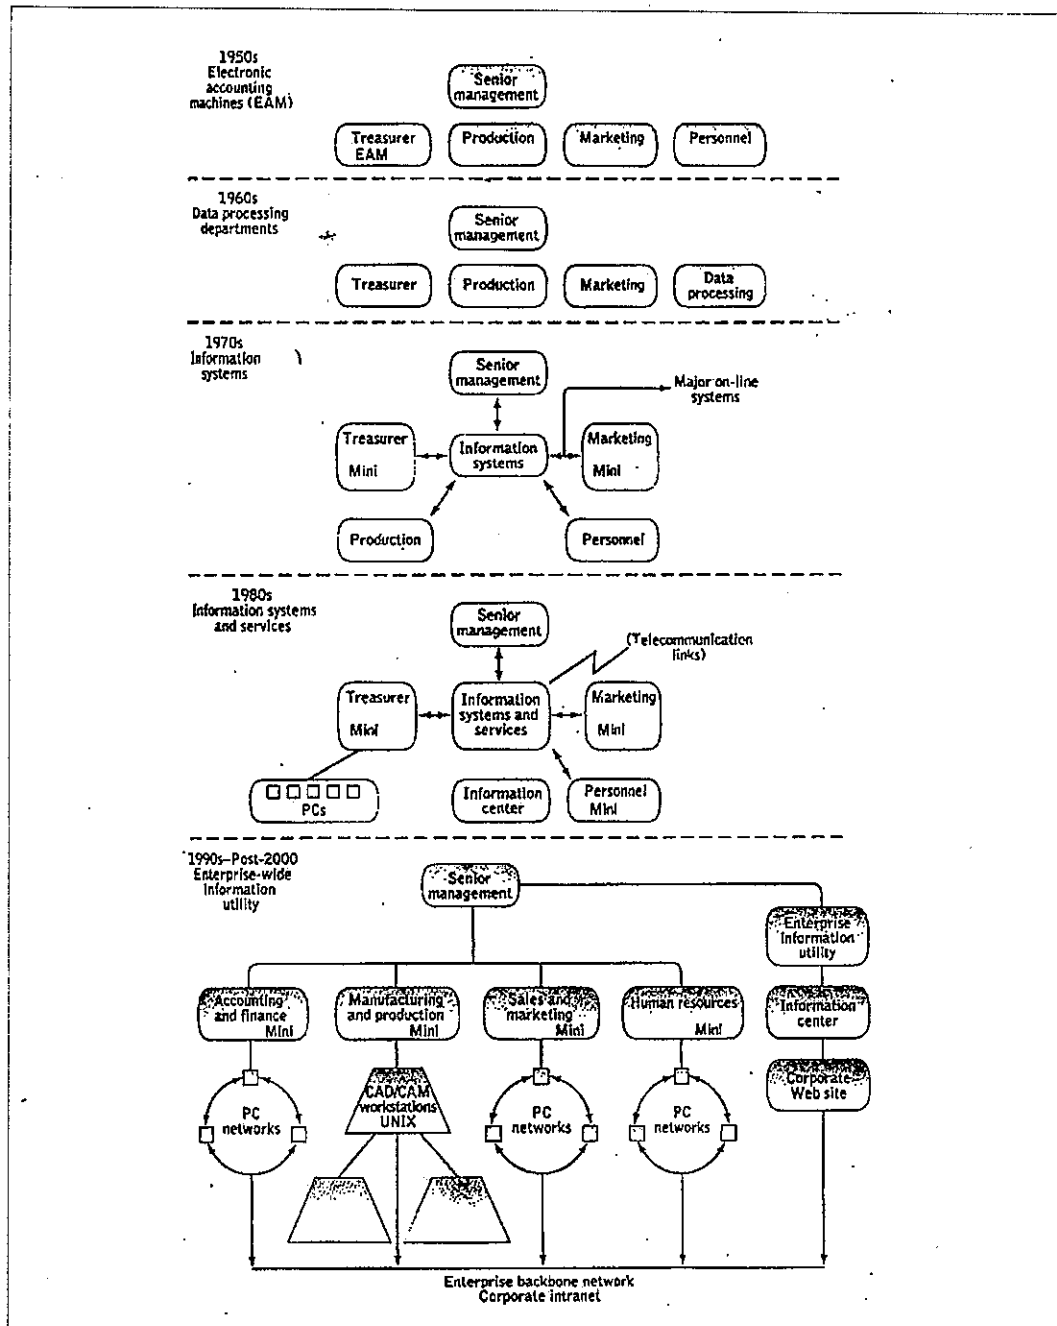 1950s
Electronic
accounting
machines (EAM)
Senior
management
Treasurer
EAM
Production
Marketing
Personnel
1960s
Data processing
departments
Senior
management
Treasurer
Production
Marketing
Data
processing
1970s
Information
systems
Senior
management
Major on-line
systems
Treasurer
Mini
Information
systems
Marketing
Mini
Production
Personnel
1980s
Information systems
and services
Senior
management
(Telecommunication
links)
Treasurer
Mini
Information
systems and
services
Marketing
Mini
PCs
Information
center
Personnel
Mini
1990s–Post-2000
Enterprise-wide
information
utility
Senior
management
Enterprise
information
utility
Accounting
and finance
Mini
Manufacturing
and production
Mini
Sales and
marketing
Mini
Human resources
Mini
Information
center
PC
networks
CAD/CAM
workstations
UNIX
PC
networks
PC
networks
Corporate
Web site
Enterprise backbone network
Corporate intranet